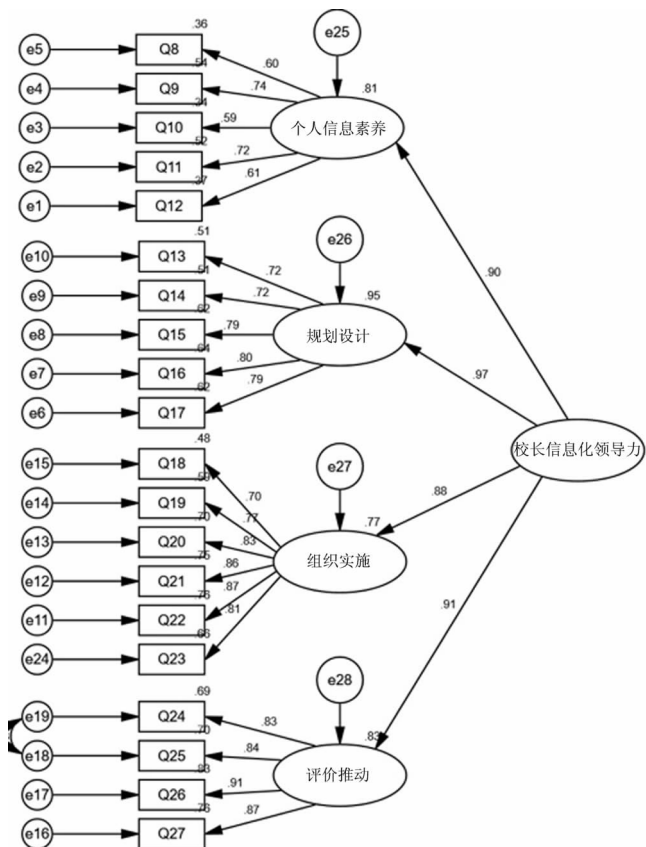 .36
e25
e5
Q8
.60
.54
.81
e4
Q9
.74
.34
e3
Q10
.59
个人信息素养
.52
e2
Q11
.72
.37
.61
e1
Q12
.51
e26
e10
Q13
.90
.51
.72
e9
Q14
.72
.95
.62
e8
Q15
.79
规划设计
.64
e7
Q16
.80
.97
.62
.79
e6
Q17
.48
校长信息化领导力
e15
Q18
e27
.59
.70
.88
e14
Q19
.77
.77
.70
e13
Q20
.83
.75
组织实施
e12
Q21
.86
.76
.87
e11
Q22
.81
.91
.66
e24
Q23
.69
e28
e19
Q24
.83
.70
.83
e18
Q25
.84
.83
评价推动
e17
Q26
.91
.76
.87
e16
Q27